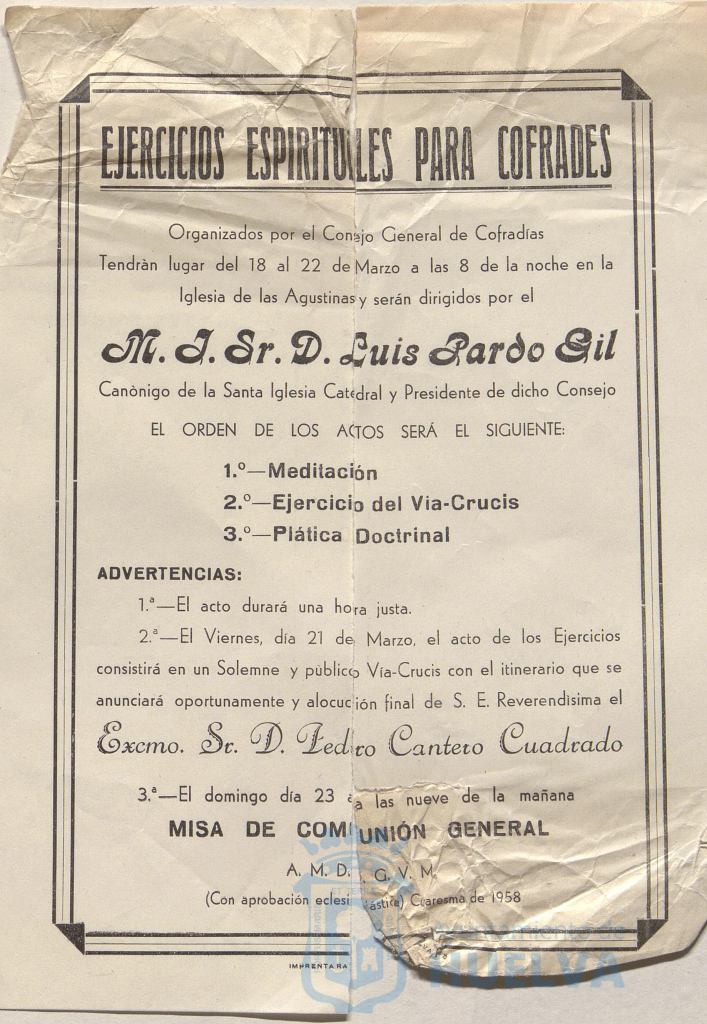 EJERCICIOS ESPIRITUALES PARA COFRADES
Organizados por el Consejo General de Cofradías
Tendràn lugar del 18 al 22 de Marzo a las 8 de la noche en la
Iglesia de las Agustinas y serán dirigidos por el
M. J. Sr. D. Luis Pardo Gil
Canònigo de la Santa Iglesia Catedral y Presidente de dicho Consejo
EL ORDEN DE LOS ACTOS SERÁ EL SIGUIENTE:
1.º—Meditación
2.º—Ejercicio del Via-Crucis
3.º—Plática Doctrinal
ADVERTENCIAS:
1.ª—El acto durará una hora justa.
2.ª—El Viernes, día 21 de Marzo, el acto de los Ejercicios
consistirá en un Solemne y pùblico Vía-Crucis con el itinerario que se
anunciará oportunamente y alocución final de S. E. Reverendìsima el
Excmo. Sr. D. Pedro Cantero Cuadrado
3.ª—El domingo día 23 a las nueve de la mañana
MISA DE COMUNIÓN GENERAL
A. M. D. G. V. M.
(Con aprobación eclesiástica) Cuaresma de 1958
IMPRENTA RA
Ayuntamiento de
HUELVA